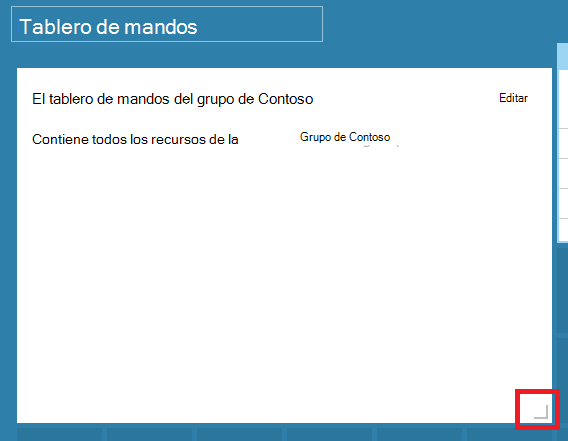 Tablero de mandos
El tablero de mandos del grupo de Contoso
Editar
Contiene todos los recursos de la Grupo de Contoso